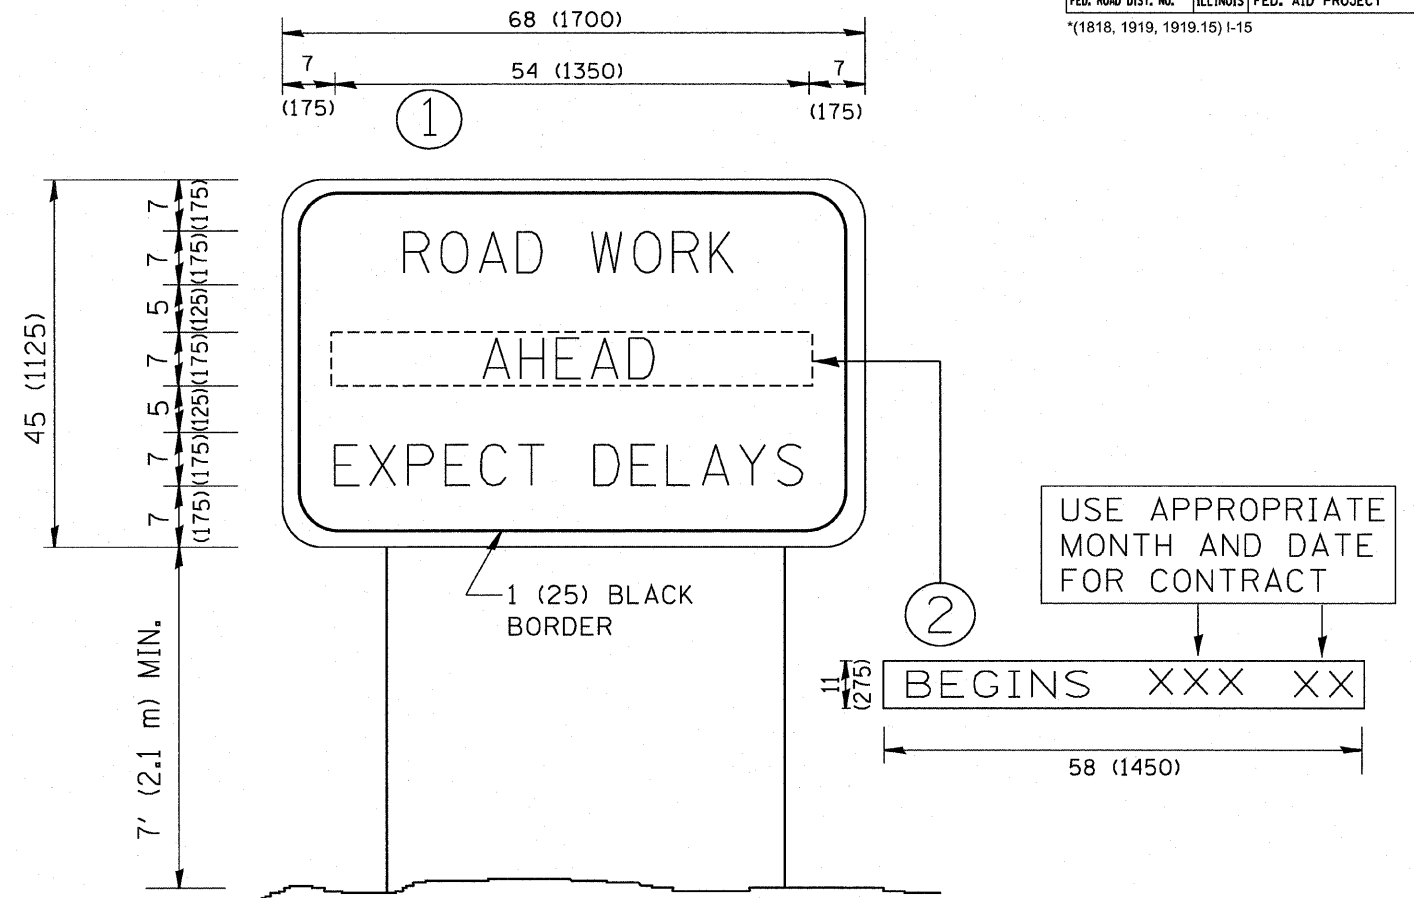 FED. ROAD DIST. NO. ILLINOIS FED. AID PROJECT
*(1818, 1919, 1919.15) I-15
68 (1700)
7 54 (1350) 7
(175) (175)
1
7 (175)
7 (175)
5 (125)
7 (175)
5 (125)
7 (175)
7 (175)
45 (1125)
ROAD WORK
AHEAD
EXPECT DELAYS
1 (25) BLACK
BORDER
7' (2.1 m) MIN.
2
USE APPROPRIATE
MONTH AND DATE
FOR CONTRACT
11
(275)
BEGINS XXX XX
58 (1450)